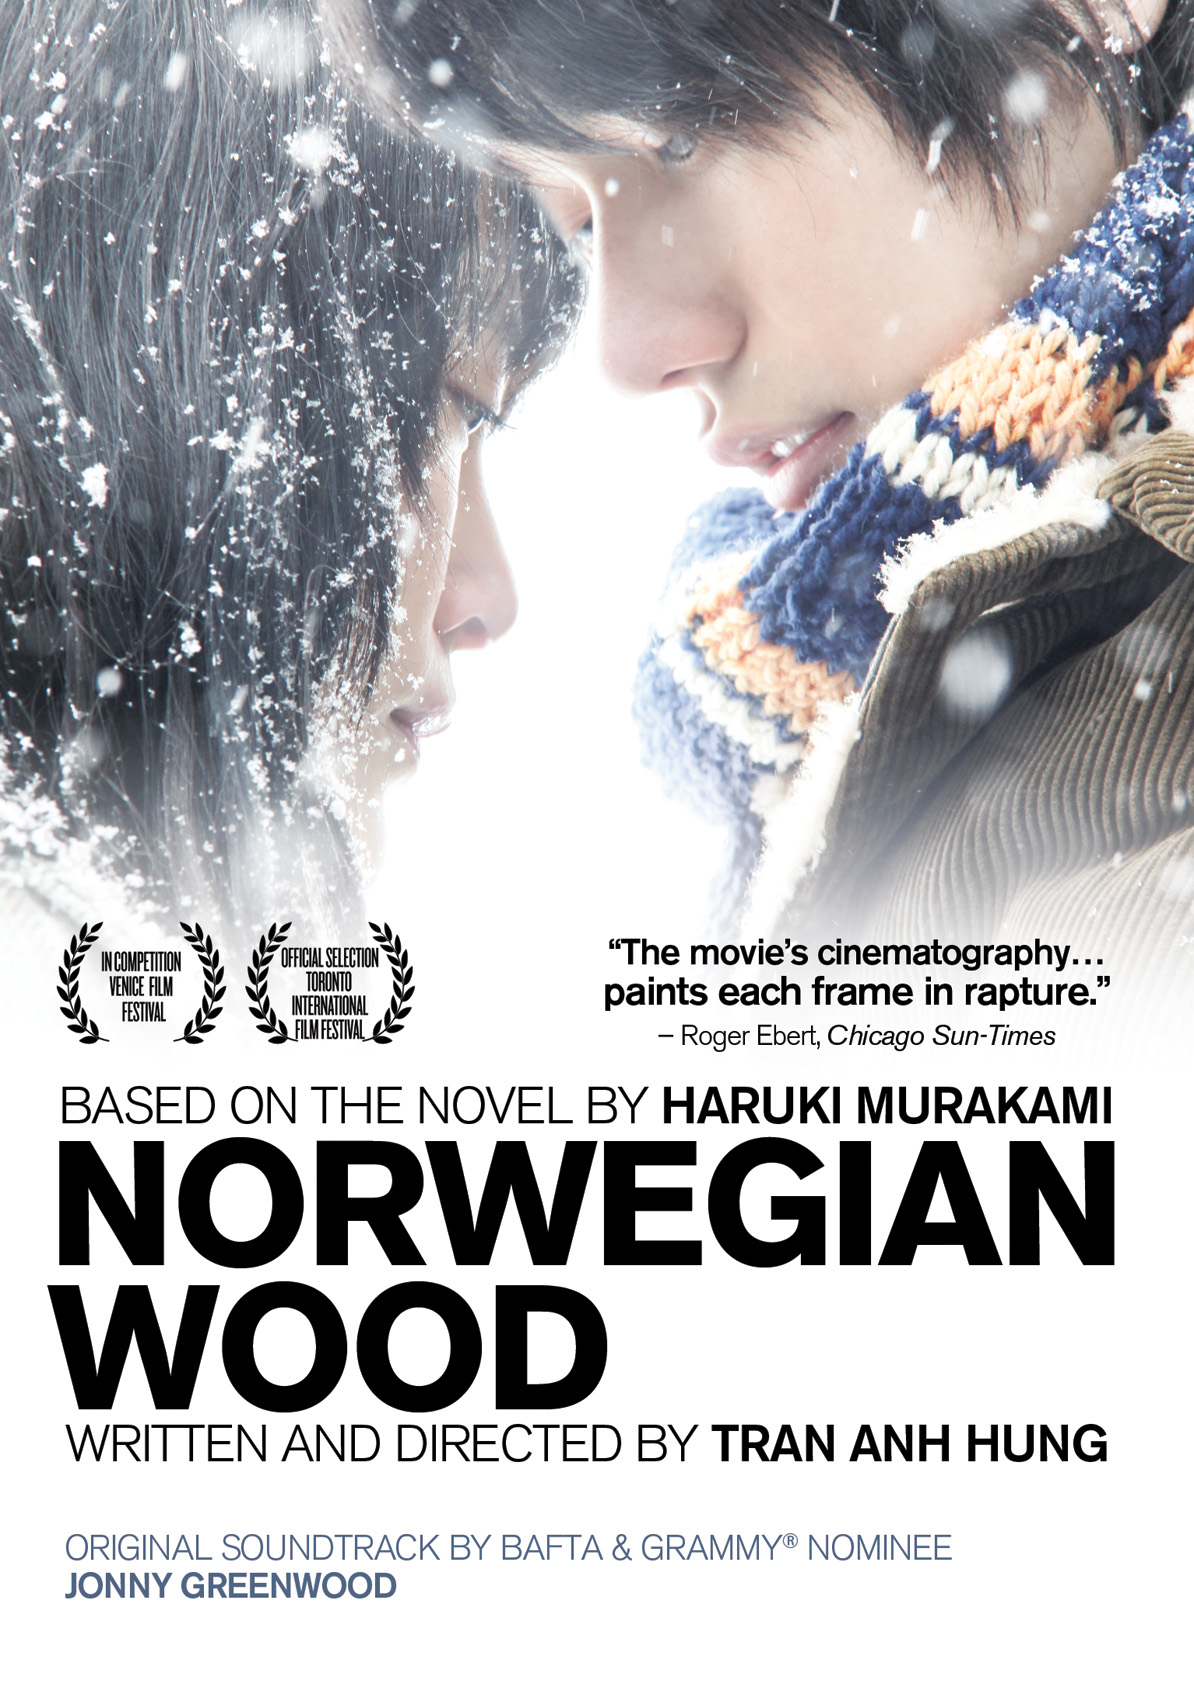 IN COMPETITION
VENICE FILM
FESTIVAL
OFFICIAL SELECTION
TORONTO
INTERNATIONAL
FILM FESTIVAL
“The movie’s cinematography…
paints each frame in rapture.”
– Roger Ebert, Chicago Sun-Times
BASED ON THE NOVEL BY HARUKI MURAKAMI
NORWEGIAN
WOOD
WRITTEN AND DIRECTED BY TRAN ANH HUNG
ORIGINAL SOUNDTRACK BY BAFTA & GRAMMY® NOMINEE
JONNY GREENWOOD